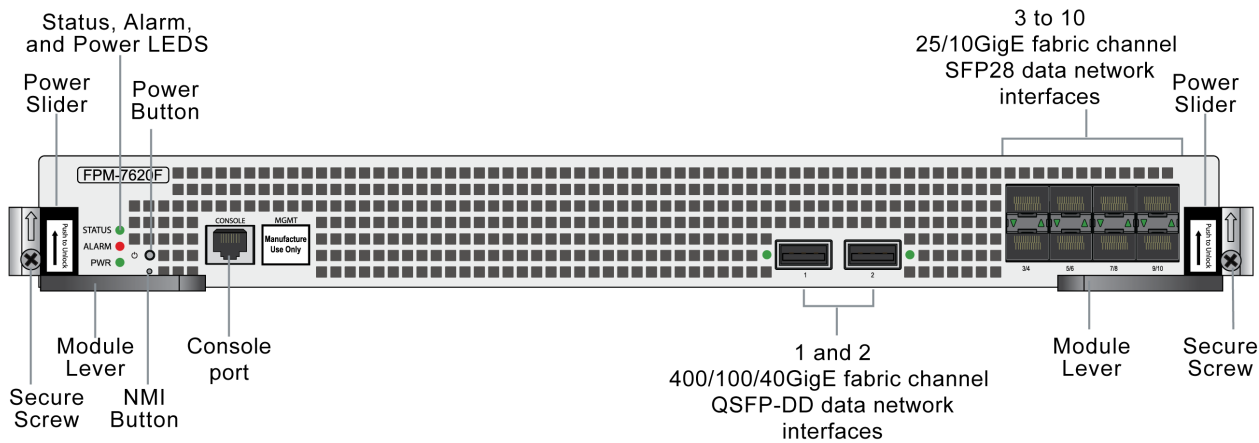 Status, Alarm,
and Power LEDS
Power
Slider
Power
Button
3 to 10
25/10GigE fabric channel
SFP28 data network
interfaces
Power
Slider
FPM-7620F
Push to Unlock
STATUS
ALARM
PWR
CONSOLE
MGMT
Manufacture
Use Only
1
2
3/4
5/6
7/8
9/10
Push to Unlock
Module
Lever
Console
port
Secure
Screw
NMI
Button
1 and 2
400/100/40GigE fabric channel
QSFP-DD data network
interfaces
Module
Lever
Secure
Screw